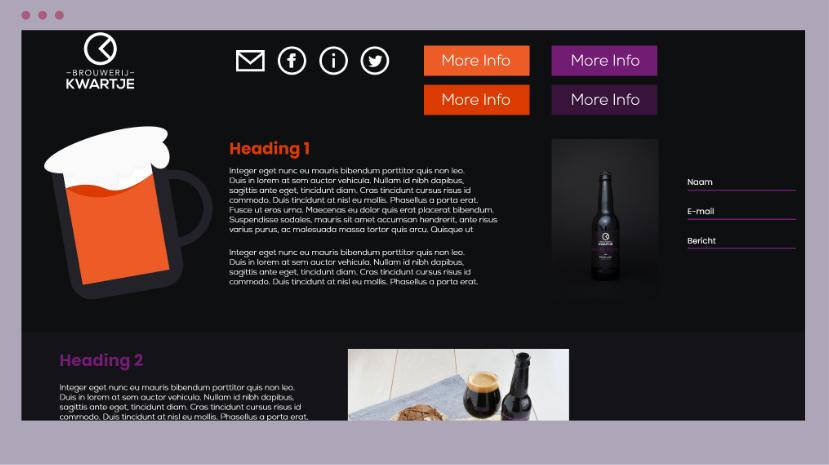 –BROUWERIJ–
KWARTJE
More Info
More Info
More Info
More Info
Heading 1
Integer eget nunc eu mauris bibendum porttitor quis non leo.
Duis in lorem at sem auctor vehicula. Nullam id nibh dapibus,
sagittis ante eget, tincidunt diam. Cras tincidunt cursus risus id
commodo. Duis at tincidunt at nisl eu mollis. Phasellus a porta erat.
Fusce ut eros urna. Maecenas eu dolor quis erat placerat bibendum.
Suspendisse sodales, mauris sit amet accumsan hendrerit, ante risus
varius purus, ac malesuada massa tortor quis arcu. Quisque ut
Integer eget nunc eu mauris bibendum porttitor quis non leo.
Duis in lorem at sem auctor vehicula. Nullam id nibh dapibus,
sagittis ante eget, tincidunt diam. Cras tincidunt cursus risus id
commodo. Duis at tincidunt at nisl eu mollis. Phasellus a porta erat.
KWARTJE
Naam
E-mail
Bericht
Heading 2
Integer eget nunc eu mauris bibendum porttitor quis non leo.
Duis in lorem at sem auctor vehicula. Nullam id nibh dapibus,
sagittis ante eget, tincidunt diam. Cras tincidunt cursus risus id
commodo. Duis at tincidunt at nisl eu mollis. Phasellus a porta erat.